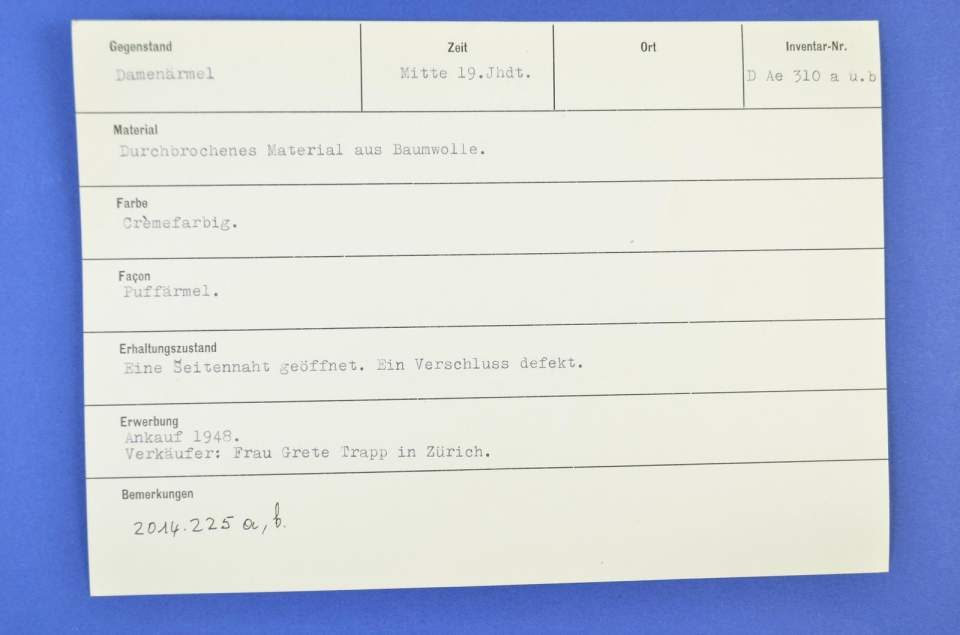 Gegenstand
Damenärmel
Zeit
Mitte 19.Jhdt.
Ort
Inventar-Nr.
D Ae 310 a u.b
Material
Durchbrochenes Material aus Baumwolle.
Farbe
Crèmefarbig.
Façon
Puffärmel.
Erhaltungszustand
Eine Seitennaht geöffnet. Ein Verschluss defekt.
Erwerbung
Ankauf 1948.
Verkäufer: Frau Grete Trapp in Zürich.
Bemerkungen
2014.225 a, b.